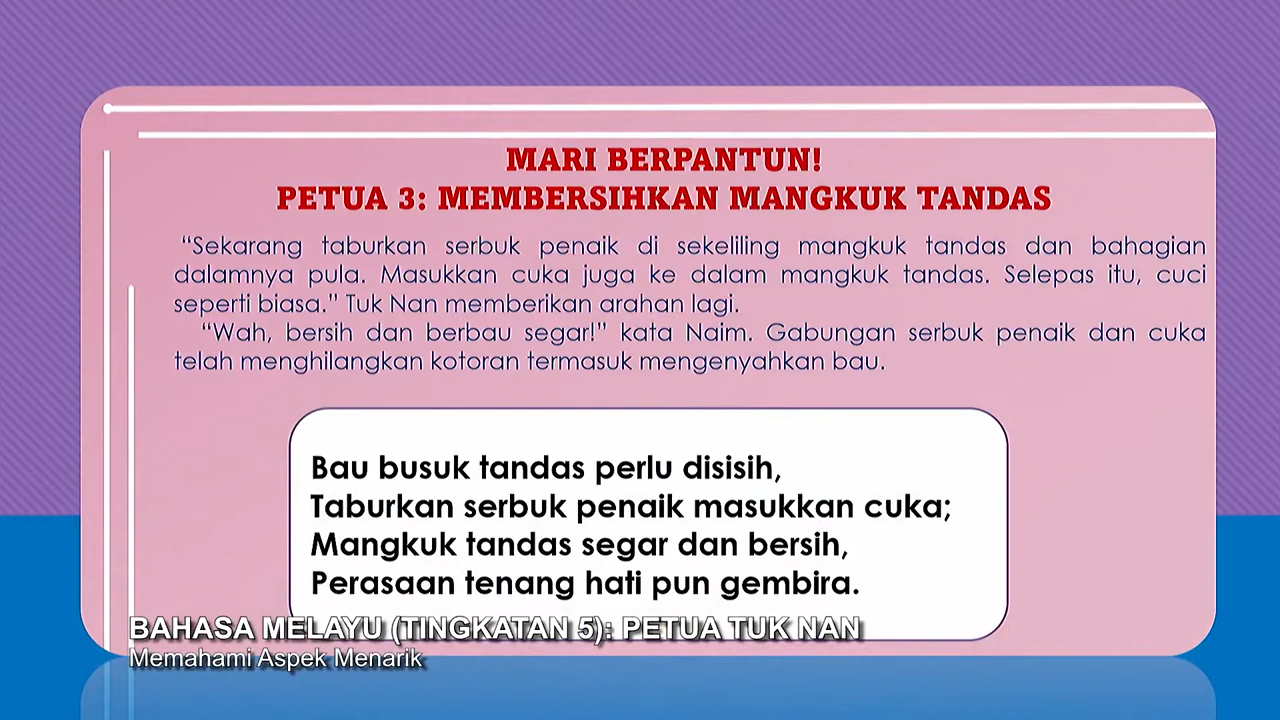 MARI BERPANTUN!
PETUA 3: MEMBERSIHKAN MANGKUK TANDAS
“Sekarang taburkan serbuk penaik di sekeliling mangkuk tandas dan bahagian
dalamnya pula. Masukkan cuka juga ke dalam mangkuk tandas. Selepas itu, cuci
seperti biasa.” Tuk Nan memberikan arahan lagi.
“Wah, bersih dan berbau segar!” kata Naim. Gabungan serbuk penaik dan cuka
telah menghilangkan kotoran termasuk mengenyahkan bau.
Bau busuk tandas perlu disisih,
Taburkan serbuk penaik masukkan cuka;
Mangkuk tandas segar dan bersih,
Perasaan tenang hati pun gembira.
BAHASA MELAYU (TINGKATAN 5): PETUA TUK NAN
Memahami Aspek Menarik